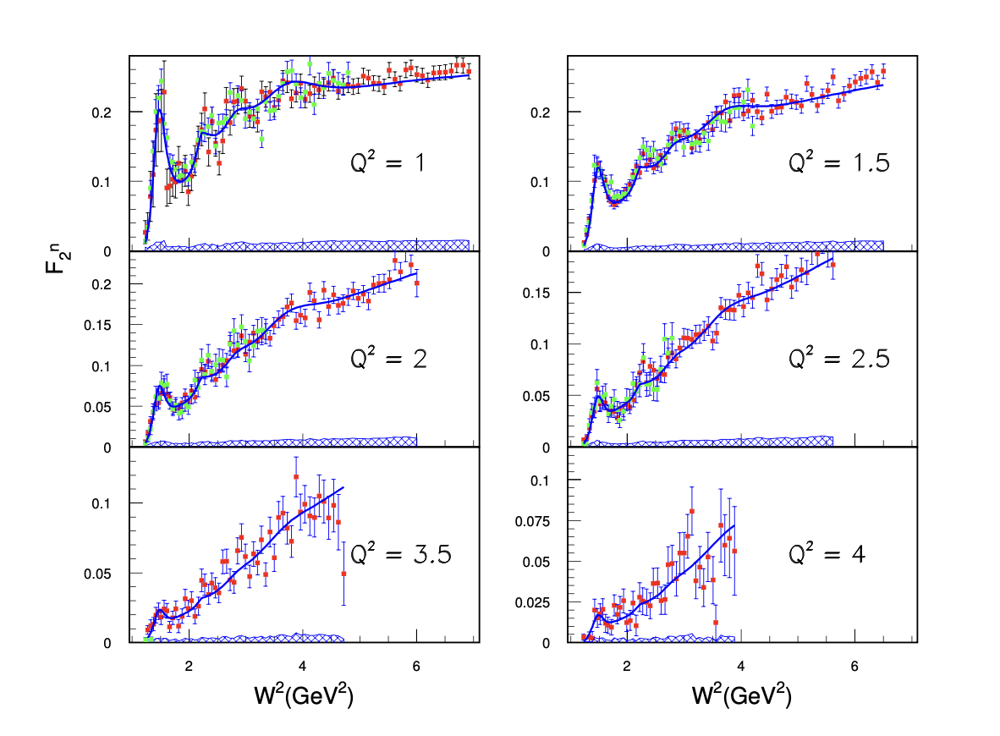 F₂ⁿ
0.2
0.1
0
Q² = 1
0.2
0.1
0
Q² = 1.5
0.2
0.15
0.1
0.05
0
Q² = 2
0.15
0.1
0.05
0
Q² = 2.5
0.1
0.05
0
Q² = 3.5
2 4 6
W²(GeV²)
0.1
0.075
0.05
0.025
0
Q² = 4
2 4 6
W²(GeV²)